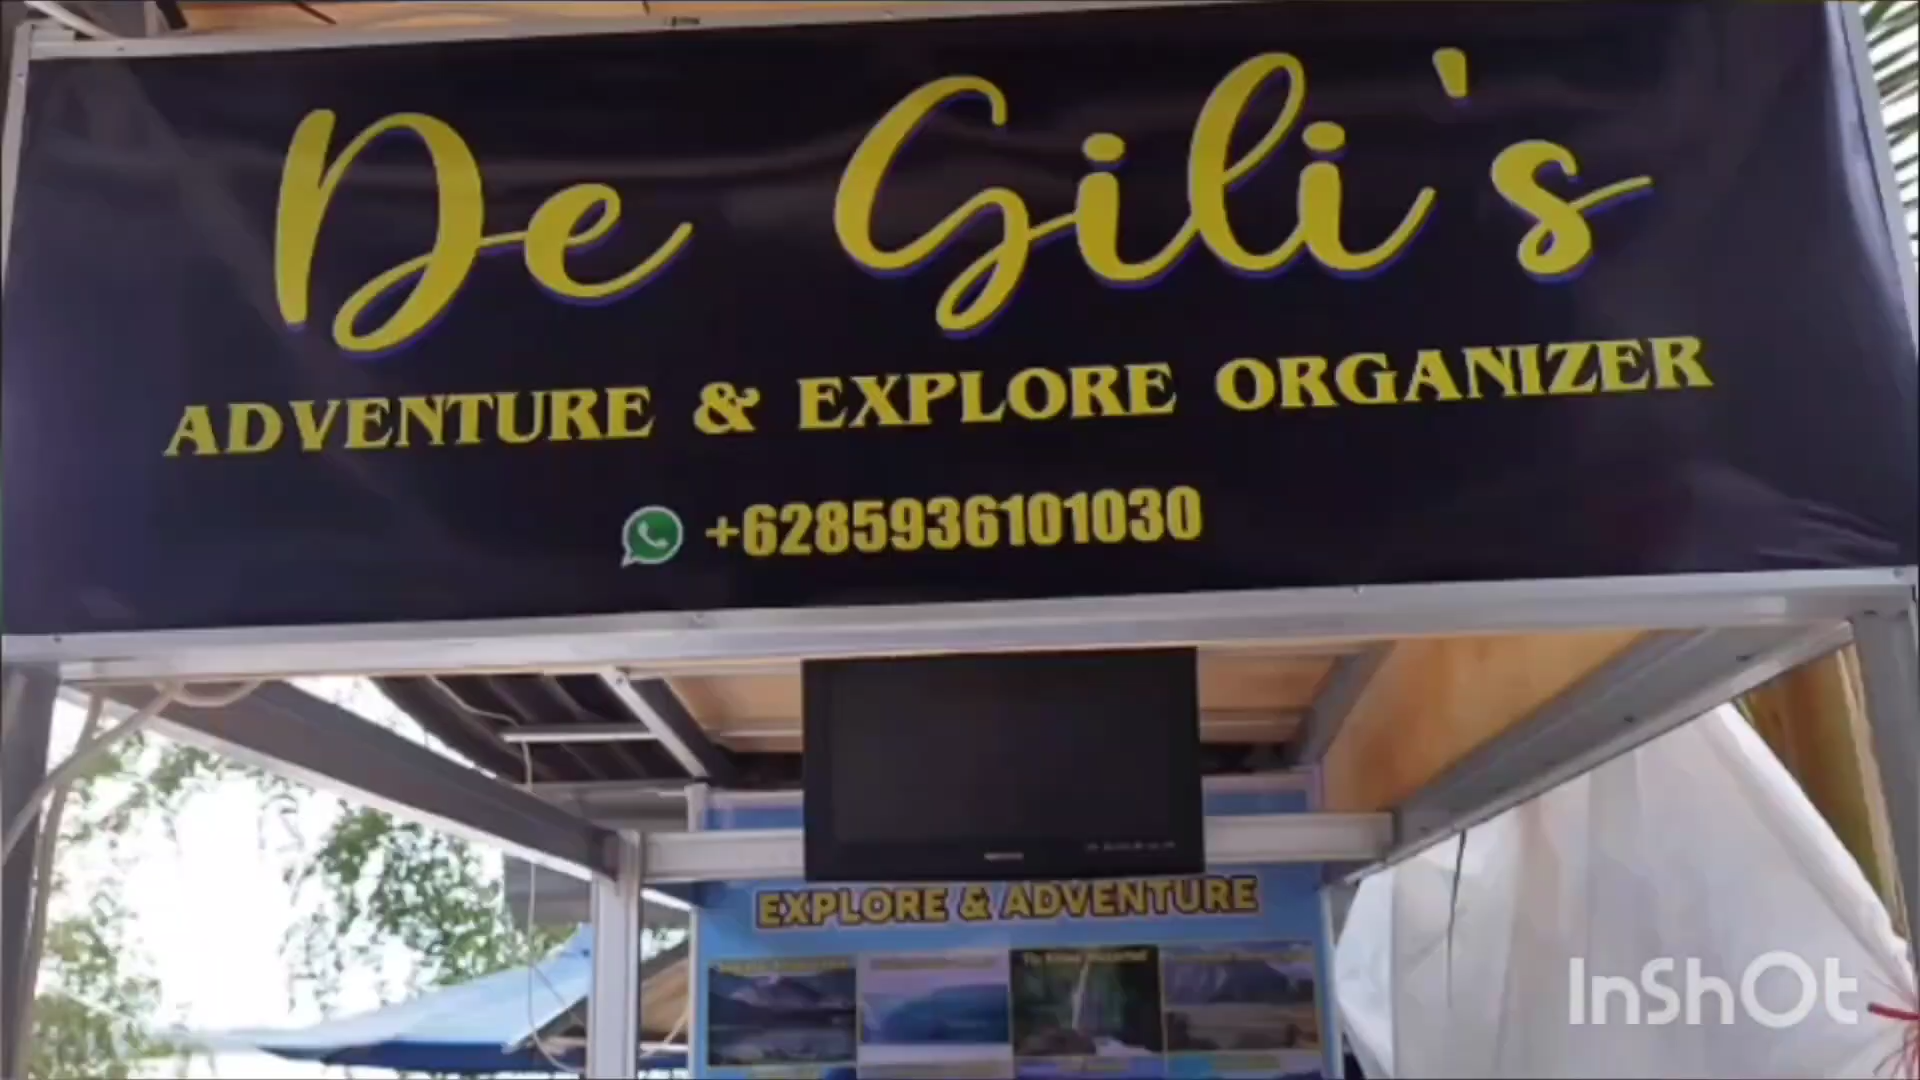 De Gili's
ADVENTURE & EXPLORE ORGANIZER
+6285936101030
EXPLORE & ADVENTURE
InShOt